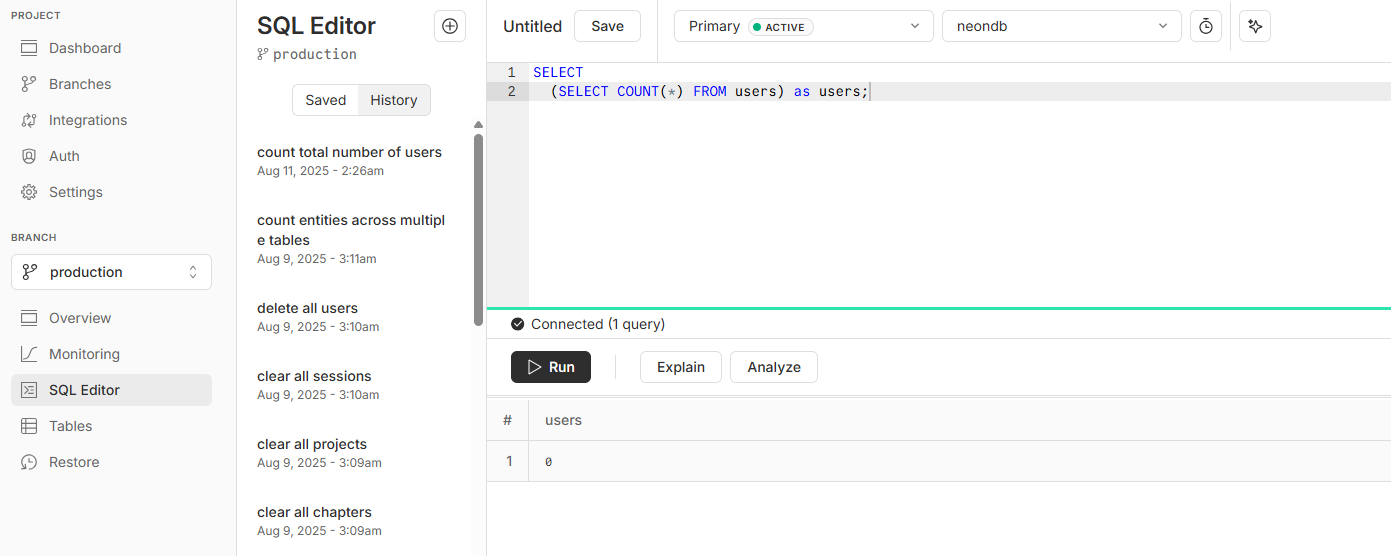 PROJECT
Dashboard
Branches
Integrations
Auth
Settings
BRANCH
production
Overview
Monitoring
SQL Editor
Tables
Restore
SQL Editor
production
Saved History
count total number of users
Aug 11, 2025 - 2:26am
count entities across multipl
e tables
Aug 9, 2025 - 3:11am
delete all users
Aug 9, 2025 - 3:10am
clear all sessions
Aug 9, 2025 - 3:10am
clear all projects
Aug 9, 2025 - 3:09am
clear all chapters
Aug 9, 2025 - 3:09am
Untitled Save Primary ACTIVE neondb
1 SELECT
2 (SELECT COUNT(*) FROM users) as users;
Connected (1 query)
Run Explain Analyze
# users
1 0